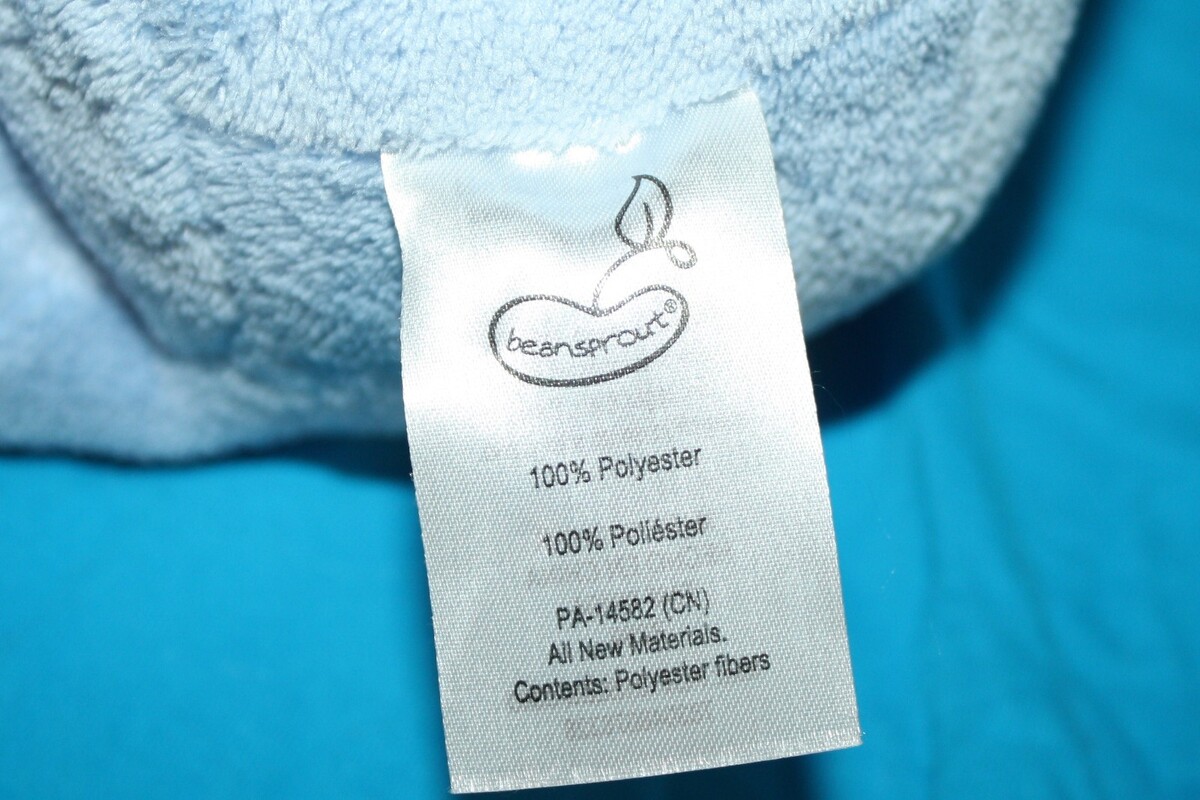 beansprout®
100% Polyester
100% Poliéster
PA-14582 (CN)
All New Materials.
Contents: Polyester fibers